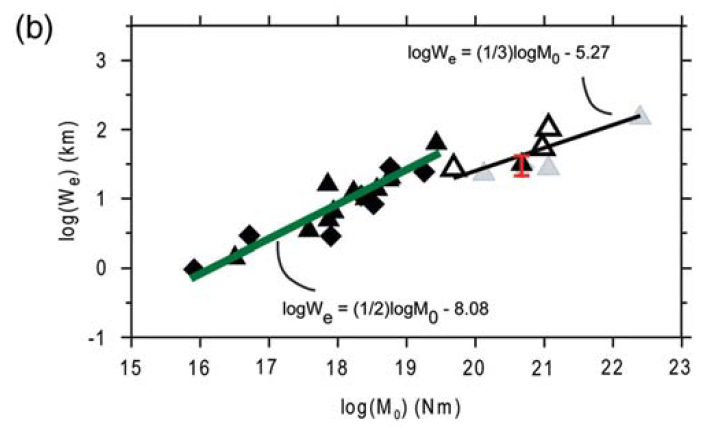 (b)
logWe = (1/3)logM0 - 5.27
3
2
1
0
-1
log(We) (km)
logWe = (1/2)logM0 - 8.08
15 16 17 18 19 20 21 22 23
log(M0) (Nm)